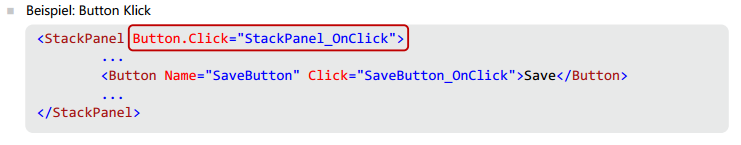 Beispiel: Button Klick
<StackPanel Button.Click="StackPanel_OnClick">
...
<Button Name="SaveButton" Click="SaveButton_OnClick">Save</Button>
...
</StackPanel>